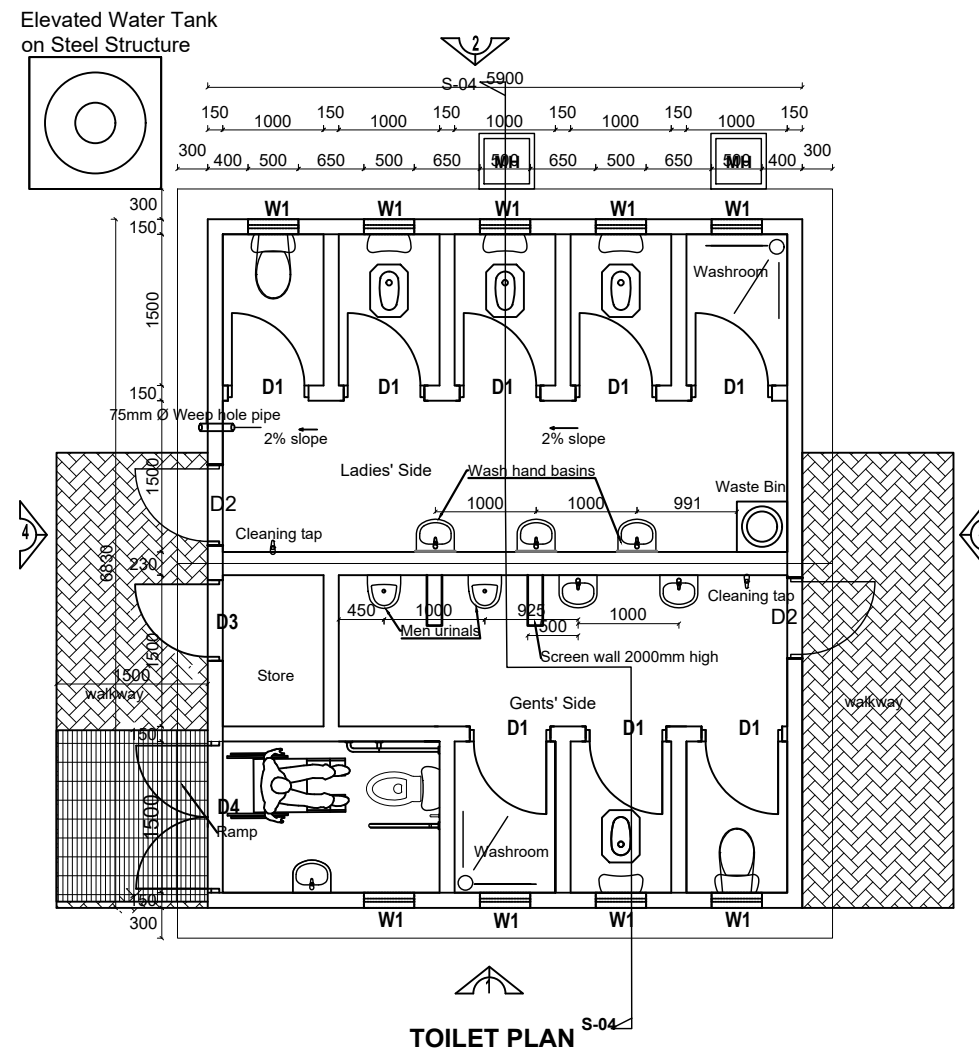 Elevated Water Tank
on Steel Structure
2
S-04
5900
150 1000 150 1000 150 1000 150 1000 150 1000 150
300 400 500 650 500 650 500 650 500 650 500 400 300
MH MH
300
W1 W1 W1 W1 W1
150
Washroom
1500
D1 D1 D1 D1 D1
150
75mm Ø Weep hole pipe
2% slope 2% slope
Ladies' Side
Wash hand basins
1500
1000 1000 991
Waste Bin
D2
4
Cleaning tap
6830
230
D3
450 1000 925
1000
Cleaning tap
D2
Men urinals
500
Screen wall 2000mm high
1500
1500
walkway
Store
Gents' Side
walkway
D1 D1 D1
D4
1500
Ramp
Washroom
300
W1 W1 W1 W1
1
TOILET PLAN
S-04